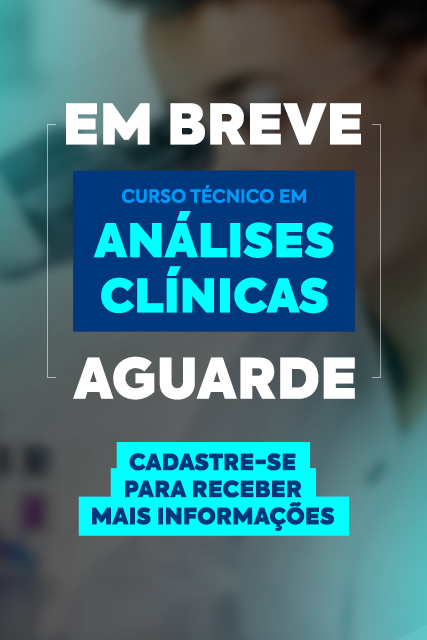 EM BREVE
CURSO TÉCNICO EM
ANÁLISES
CLÍNICAS
AGUARDE
CADASTRE-SE
PARA RECEBER
MAIS INFORMAÇÕES